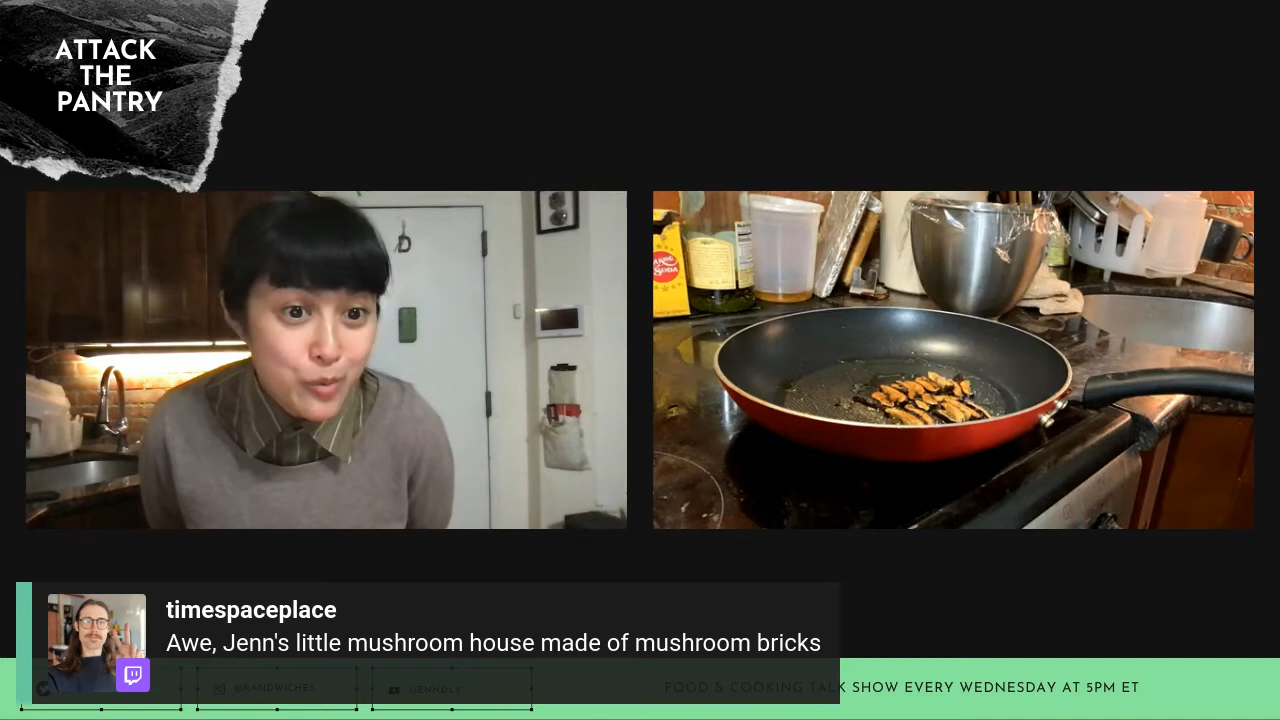 ATTACK
THE
PANTRY
timespaceplace
Awe, Jenn's little mushroom house made of mushroom bricks
@RANDWICHES
JENNDLV
FOOD & COOKING TALK SHOW EVERY WEDNESDAY AT 5PM ET